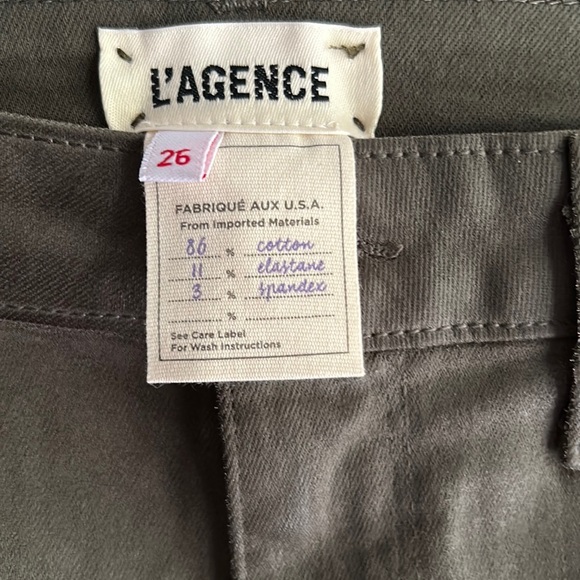 L'AGENCE
26
FABRIQUÉ AUX U.S.A.
From Imported Materials
86 % cotton
11 % elastane
3 % spandex
%
See Care Label
For Wash Instructions